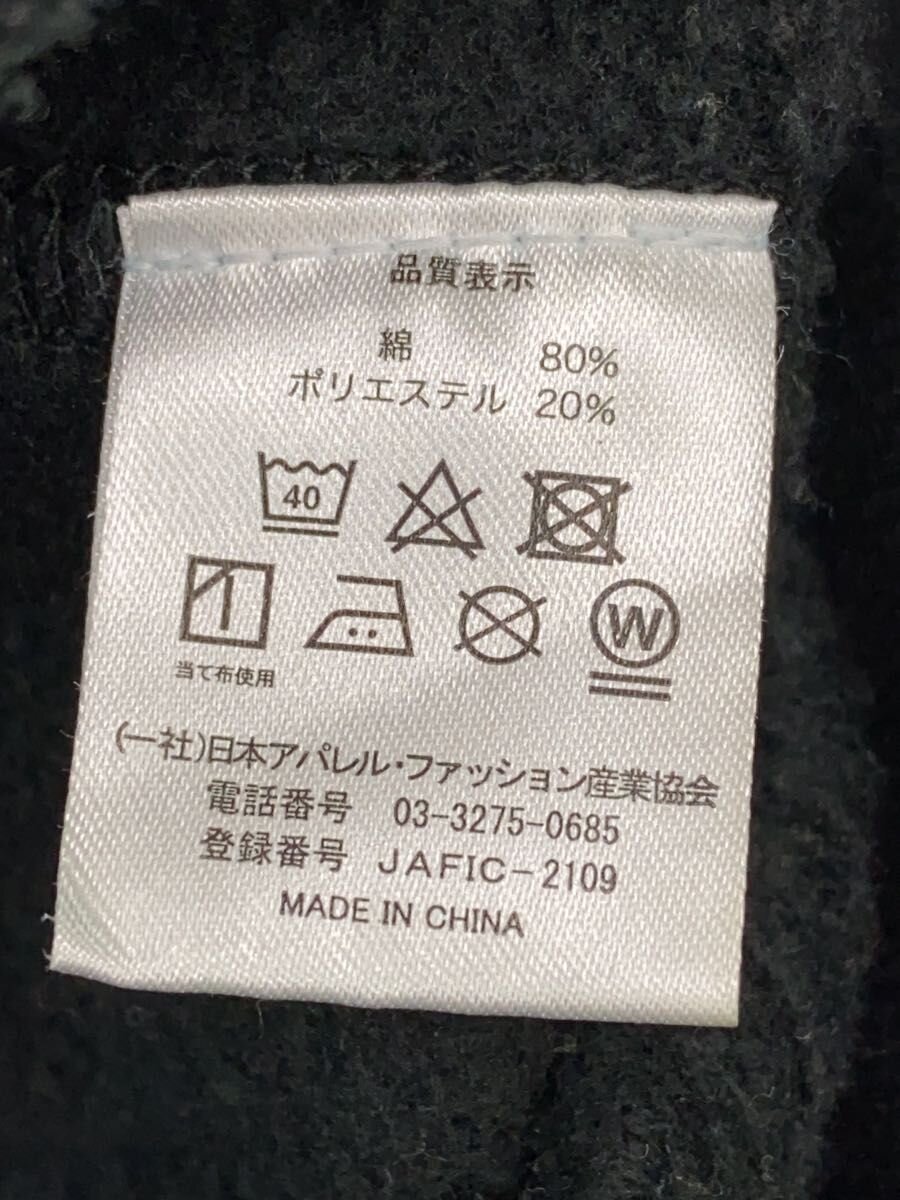 品質表示
綿 80%
ポリエステル 20%
40
当て布使用
W
(一社)日本アパレル・ファッション産業協会
電話番号 03-3275-0685
登録番号 JAFIC-2109
MADE IN CHINA